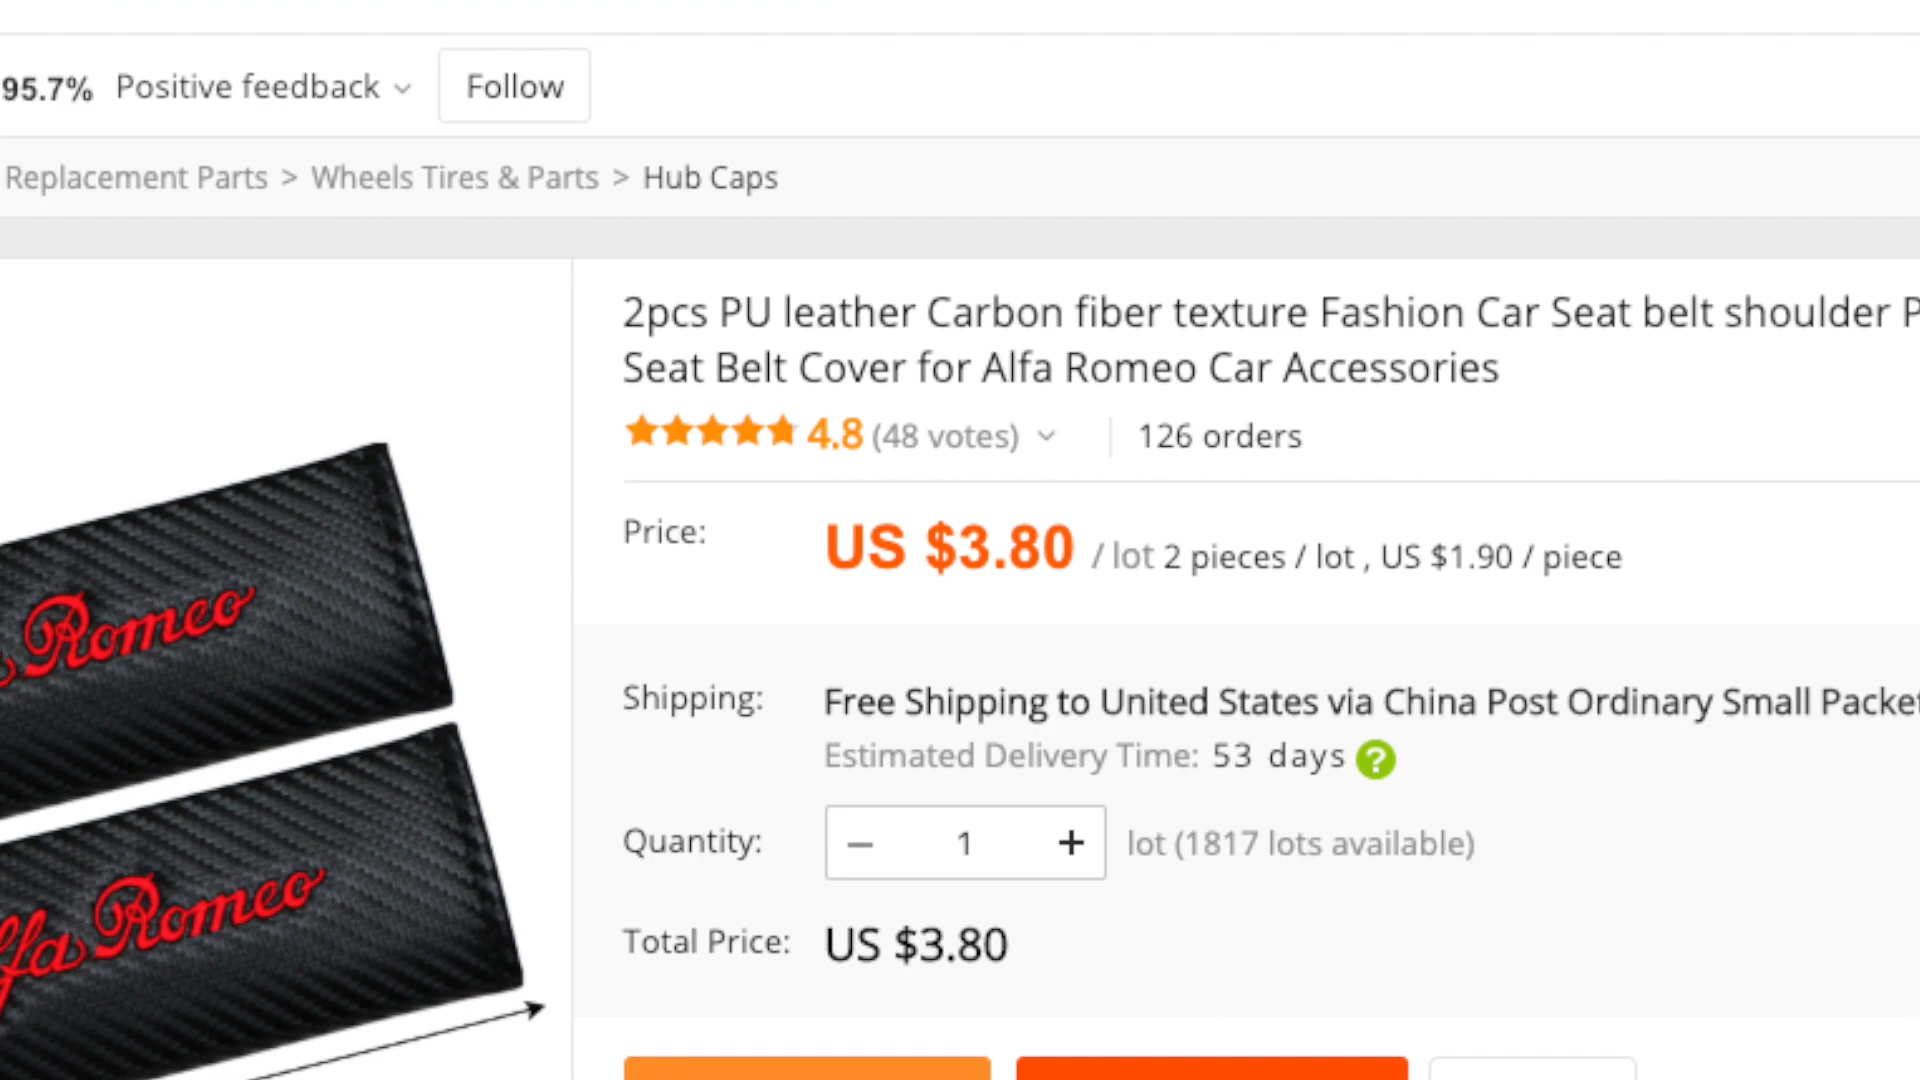 95.7% Positive feedback Follow
Replacement Parts > Wheels Tires & Parts > Hub Caps
2pcs PU leather Carbon fiber texture Fashion Car Seat belt shoulder
Seat Belt Cover for Alfa Romeo Car Accessories
4.8 (48 votes) 126 orders
Price: US $3.80 / lot 2 pieces / lot , US $1.90 / piece
Romeo
Shipping: Free Shipping to United States via China Post Ordinary Small Packet
Estimated Delivery Time: 53 days ?
Quantity: − 1 + lot (1817 lots available)
Romeo
Total Price: US $3.80